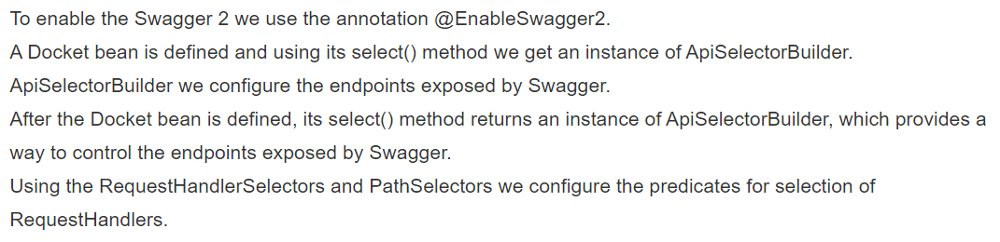 To enable the Swagger 2 we use the annotation @EnableSwagger2.
A Docket bean is defined and using its select() method we get an instance of ApiSelectorBuilder.
ApiSelectorBuilder we configure the endpoints exposed by Swagger.
After the Docket bean is defined, its select() method returns an instance of ApiSelectorBuilder, which provides a
way to control the endpoints exposed by Swagger.
Using the RequestHandlerSelectors and PathSelectors we configure the predicates for selection of
RequestHandlers.